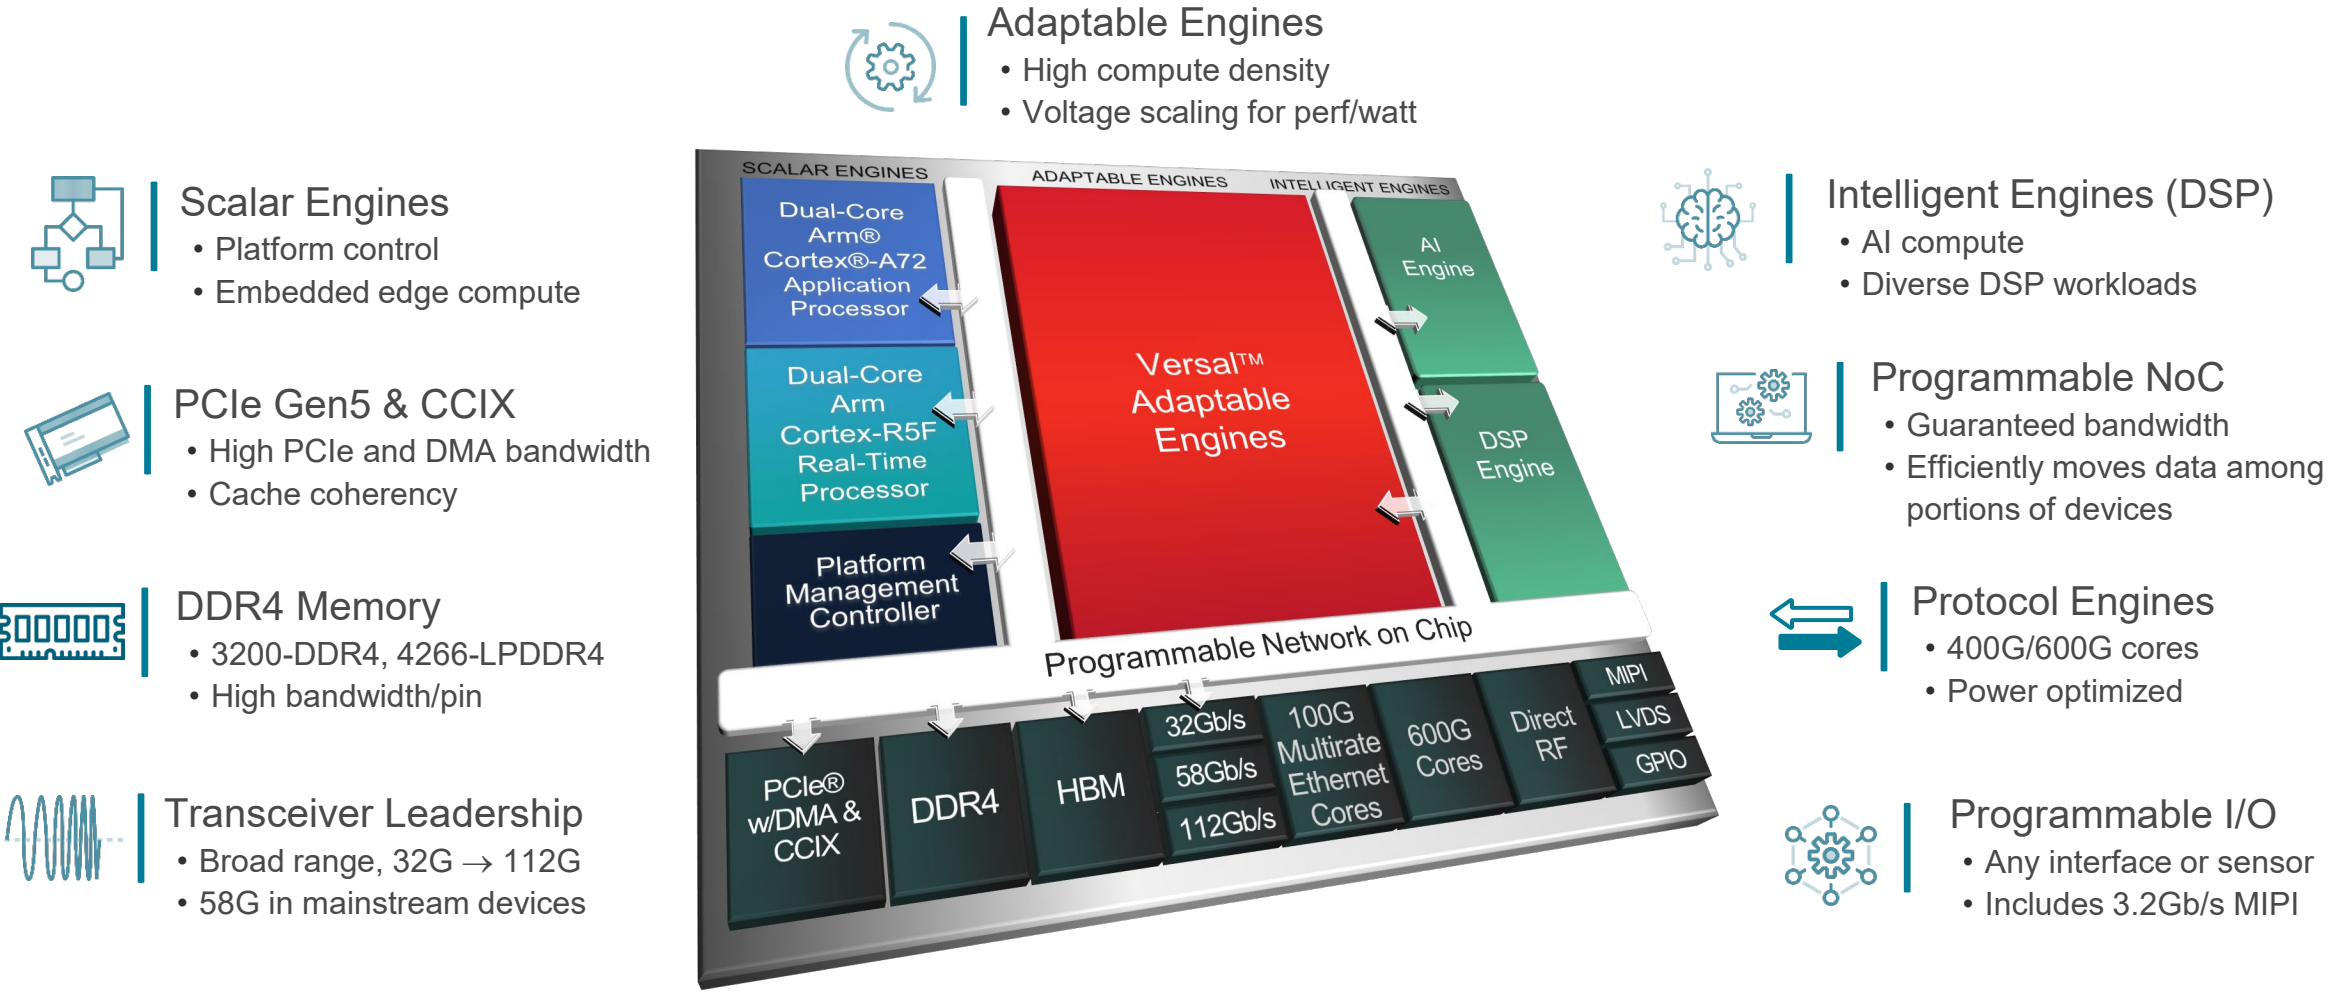 Adaptable Engines
• High compute density
• Voltage scaling for perf/watt
Scalar Engines
• Platform control
• Embedded edge compute
PCIe Gen5 & CCIX
• High PCIe and DMA bandwidth
• Cache coherency
DDR4 Memory
• 3200-DDR4, 4266-LPDDR4
• High bandwidth/pin
Transceiver Leadership
• Broad range, 32G → 112G
• 58G in mainstream devices
SCALAR ENGINES
ADAPTABLE ENGINES
INTELLIGENT ENGINES
Dual-Core
Arm®
Cortex®-A72
Application
Processor
Dual-Core
Arm
Cortex-R5F
Real-Time
Processor
Platform
Management
Controller
Versal™
Adaptable
Engines
AI
Engine
DSP
Engine
Programmable Network on Chip
PCIe®
w/DMA &
CCIX
DDR4
HBM
32Gb/s
58Gb/s
112Gb/s
100G
Multirate
Ethernet
Cores
600G
Cores
Direct
RF
MIPI
LVDS
GPIO
Intelligent Engines (DSP)
• AI compute
• Diverse DSP workloads
Programmable NoC
• Guaranteed bandwidth
• Efficiently moves data among
portions of devices
Protocol Engines
• 400G/600G cores
• Power optimized
Programmable I/O
• Any interface or sensor
• Includes 3.2Gb/s MIPI